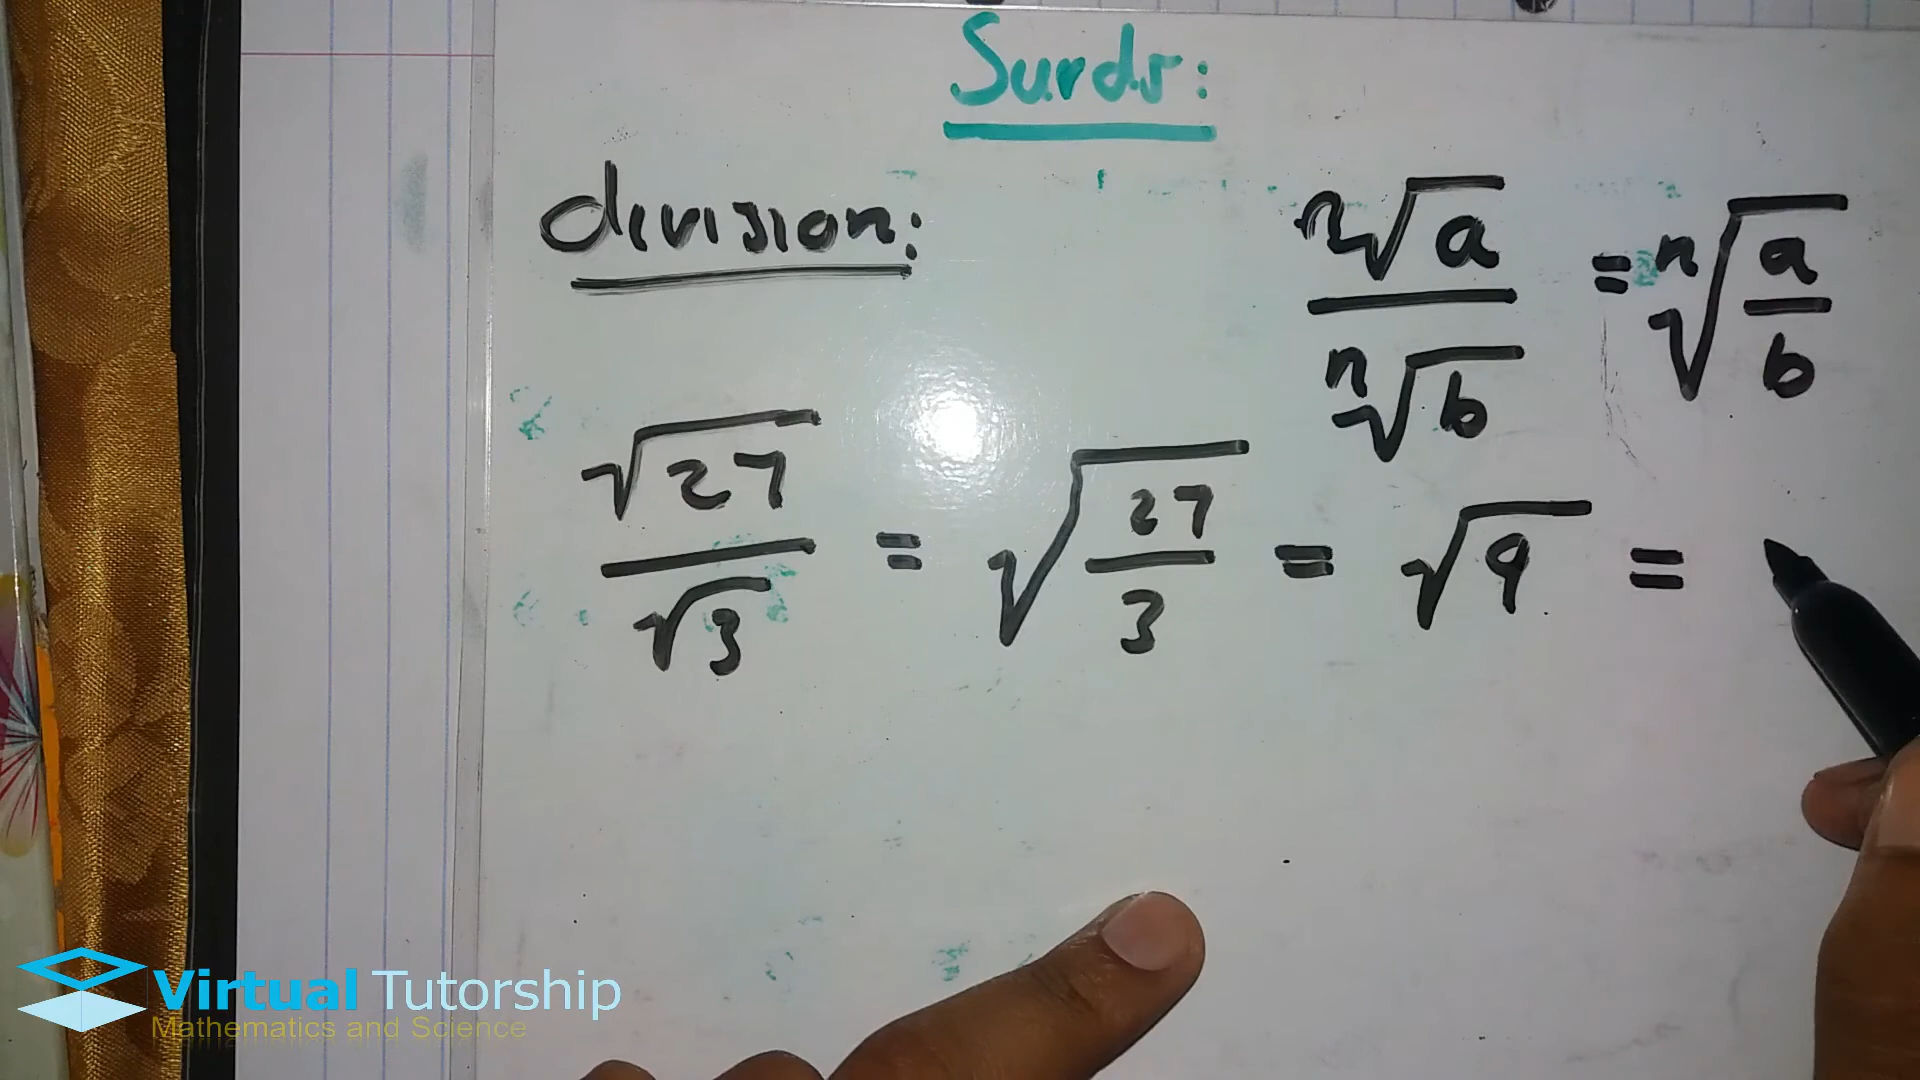 Surds:
division:
ⁿ√a / ⁿ√b = ⁿ√(a/b)
√27 / √3 = √(27/3) = √9 =
Virtual Tutorship
Mathematics and Science